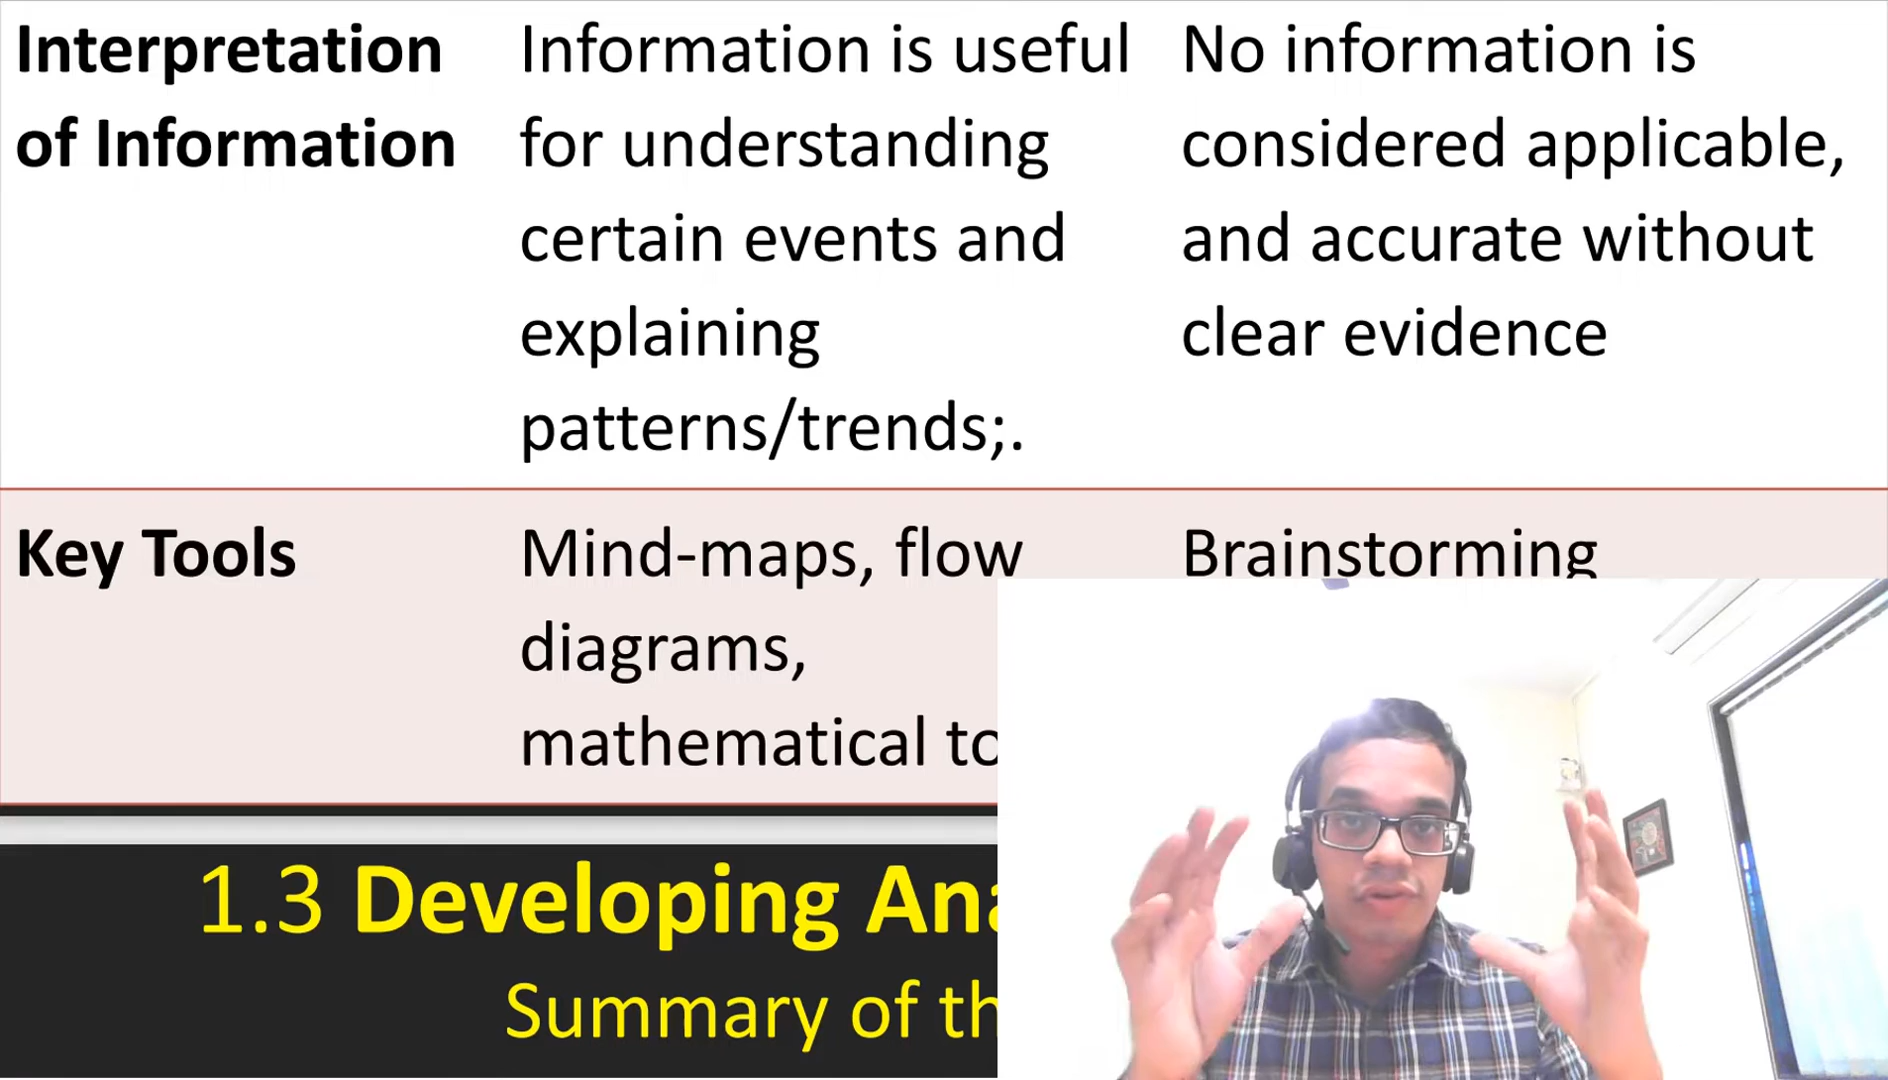 Interpretation
of Information
Information is useful
for understanding
certain events and
explaining
patterns/trends;.
No information is
considered applicable,
and accurate without
clear evidence
Key Tools
Mind-maps, flow
diagrams,
mathematical
Brainstorming
1.3 Developing
Summary of